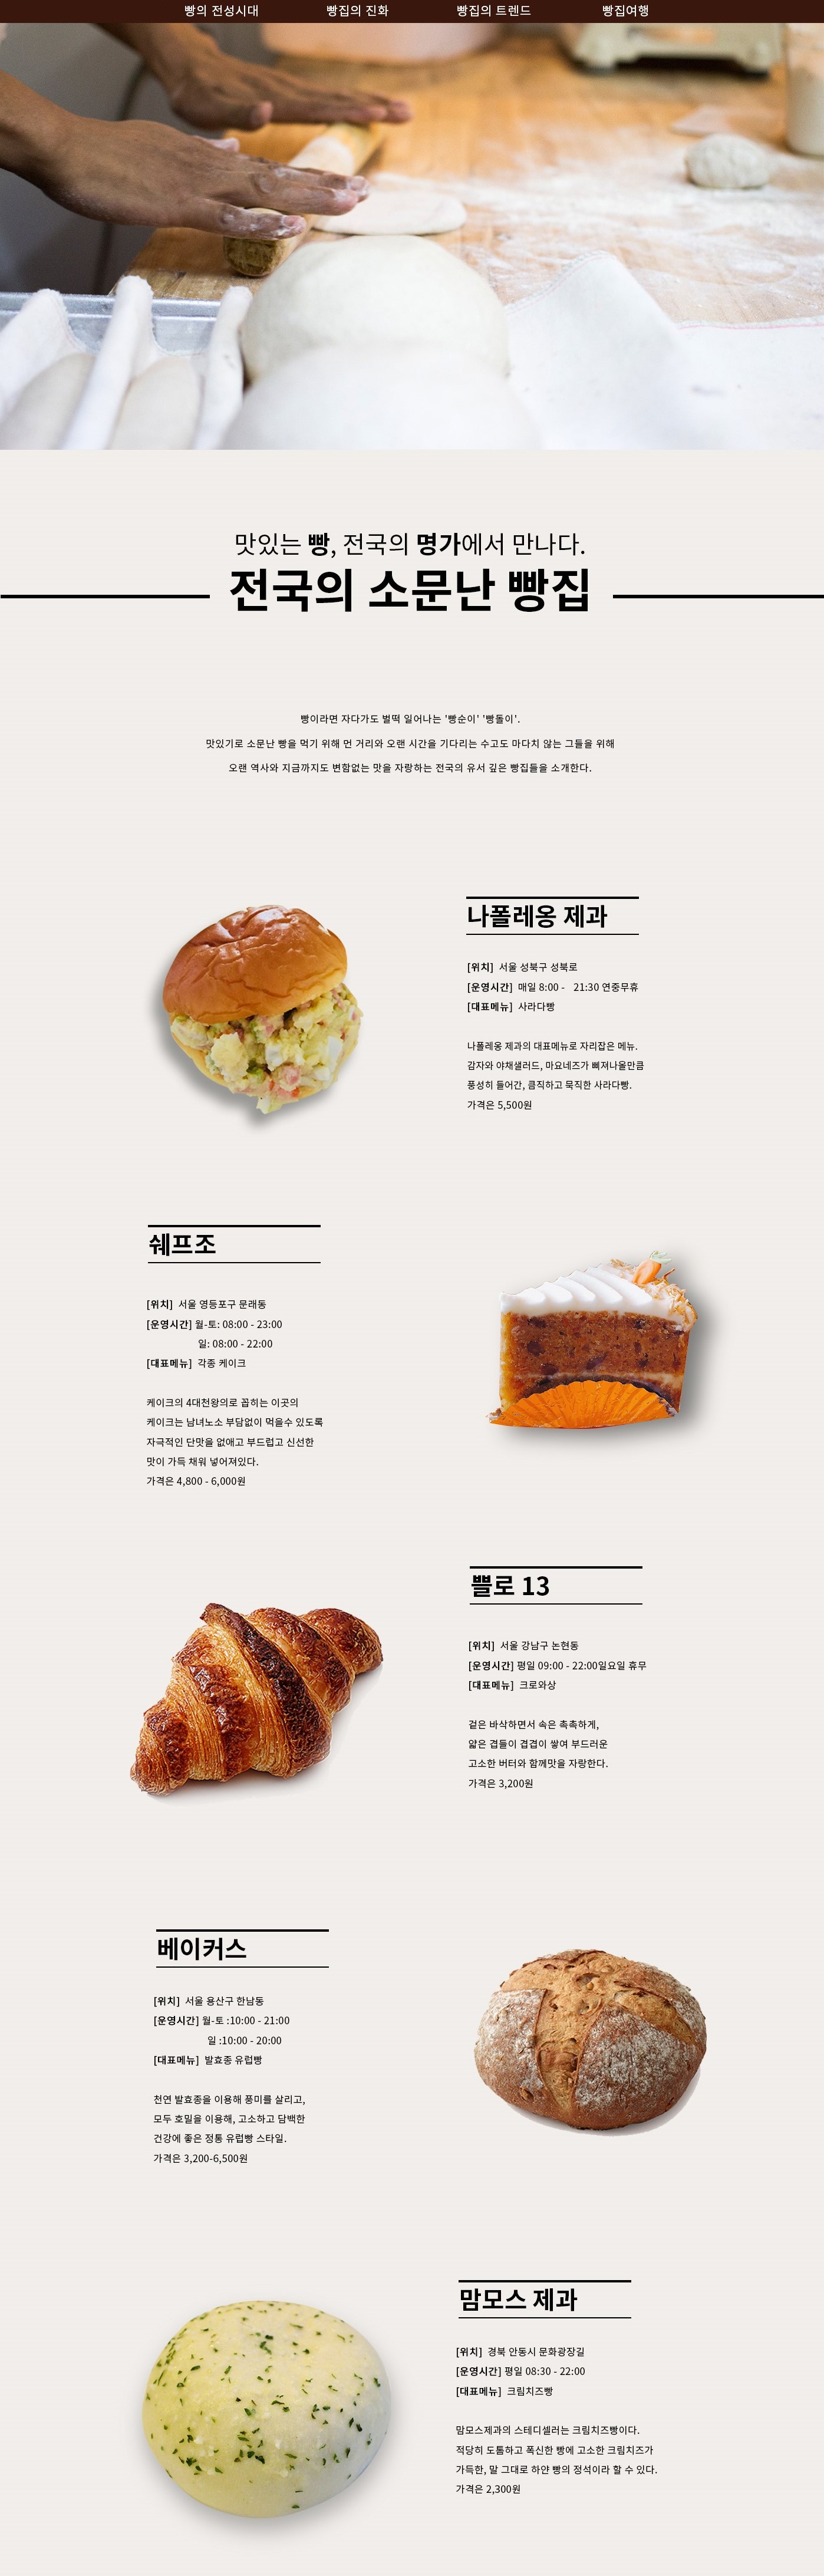 빵의 전성시대 빵집의 진화 빵집의 트렌드 빵집여행
맛있는 빵, 전국의 명가에서 만나다.
전국의 소문난 빵집
빵이라면 자다가도 벌떡 일어나는 '빵순이' '빵돌이'.
맛있기로 소문난 빵을 먹기 위해 먼 거리와 오랜 시간을 기다리는 수고도 마다치 않는 그들을 위해
오랜 역사와 지금까지도 변함없는 맛을 자랑하는 전국의 유서 깊은 빵집들을 소개한다.
나폴레옹 제과
[위치] 서울 성북구 성북로
[운영시간] 매일 8:00 - 21:30 연중무휴
[대표메뉴] 사라다빵
나폴레옹 제과의 대표메뉴로 자리잡은 메뉴.
감자와 야채샐러드, 마요네즈가 삐져나올만큼
풍성히 들어간, 큼직하고 묵직한 사라다빵.
가격은 5,500원
쉐프조
[위치] 서울 영등포구 문래동
[운영시간] 월-토: 08:00 - 23:00
일: 08:00 - 22:00
[대표메뉴] 각종 케이크
케이크의 4대천왕의로 꼽히는 이곳의
케이크는 남녀노소 부담없이 먹을수 있도록
자극적인 단맛을 없애고 부드럽고 신선한
맛이 가득 채워 넣어져있다.
가격은 4,800 - 6,000원
쁠로 13
[위치] 서울 강남구 논현동
[운영시간] 평일 09:00 - 22:00일요일 휴무
[대표메뉴] 크로와상
겉은 바삭하면서 속은 촉촉하게,
얇은 겹들이 겹겹이 쌓여 부드러운
고소한 버터와 함께맛을 자랑한다.
가격은 3,200원
베이커스
[위치] 서울 용산구 한남동
[운영시간] 월-토 :10:00 - 21:00
일 :10:00 - 20:00
[대표메뉴] 발효종 유럽빵
천연 발효종을 이용해 풍미를 살리고,
모두 호밀을 이용해, 고소하고 담백한
건강에 좋은 정통 유럽빵 스타일.
가격은 3,200-6,500원
맘모스 제과
[위치] 경북 안동시 문화광장길
[운영시간] 평일 08:30 - 22:00
[대표메뉴] 크림치즈빵
맘모스제과의 스테디셀러는 크림치즈빵이다.
적당히 도톰하고 폭신한 빵에 고소한 크림치즈가
가득한, 말 그대로 하얀 빵의 정석이라 할 수 있다.
가격은 2,300원